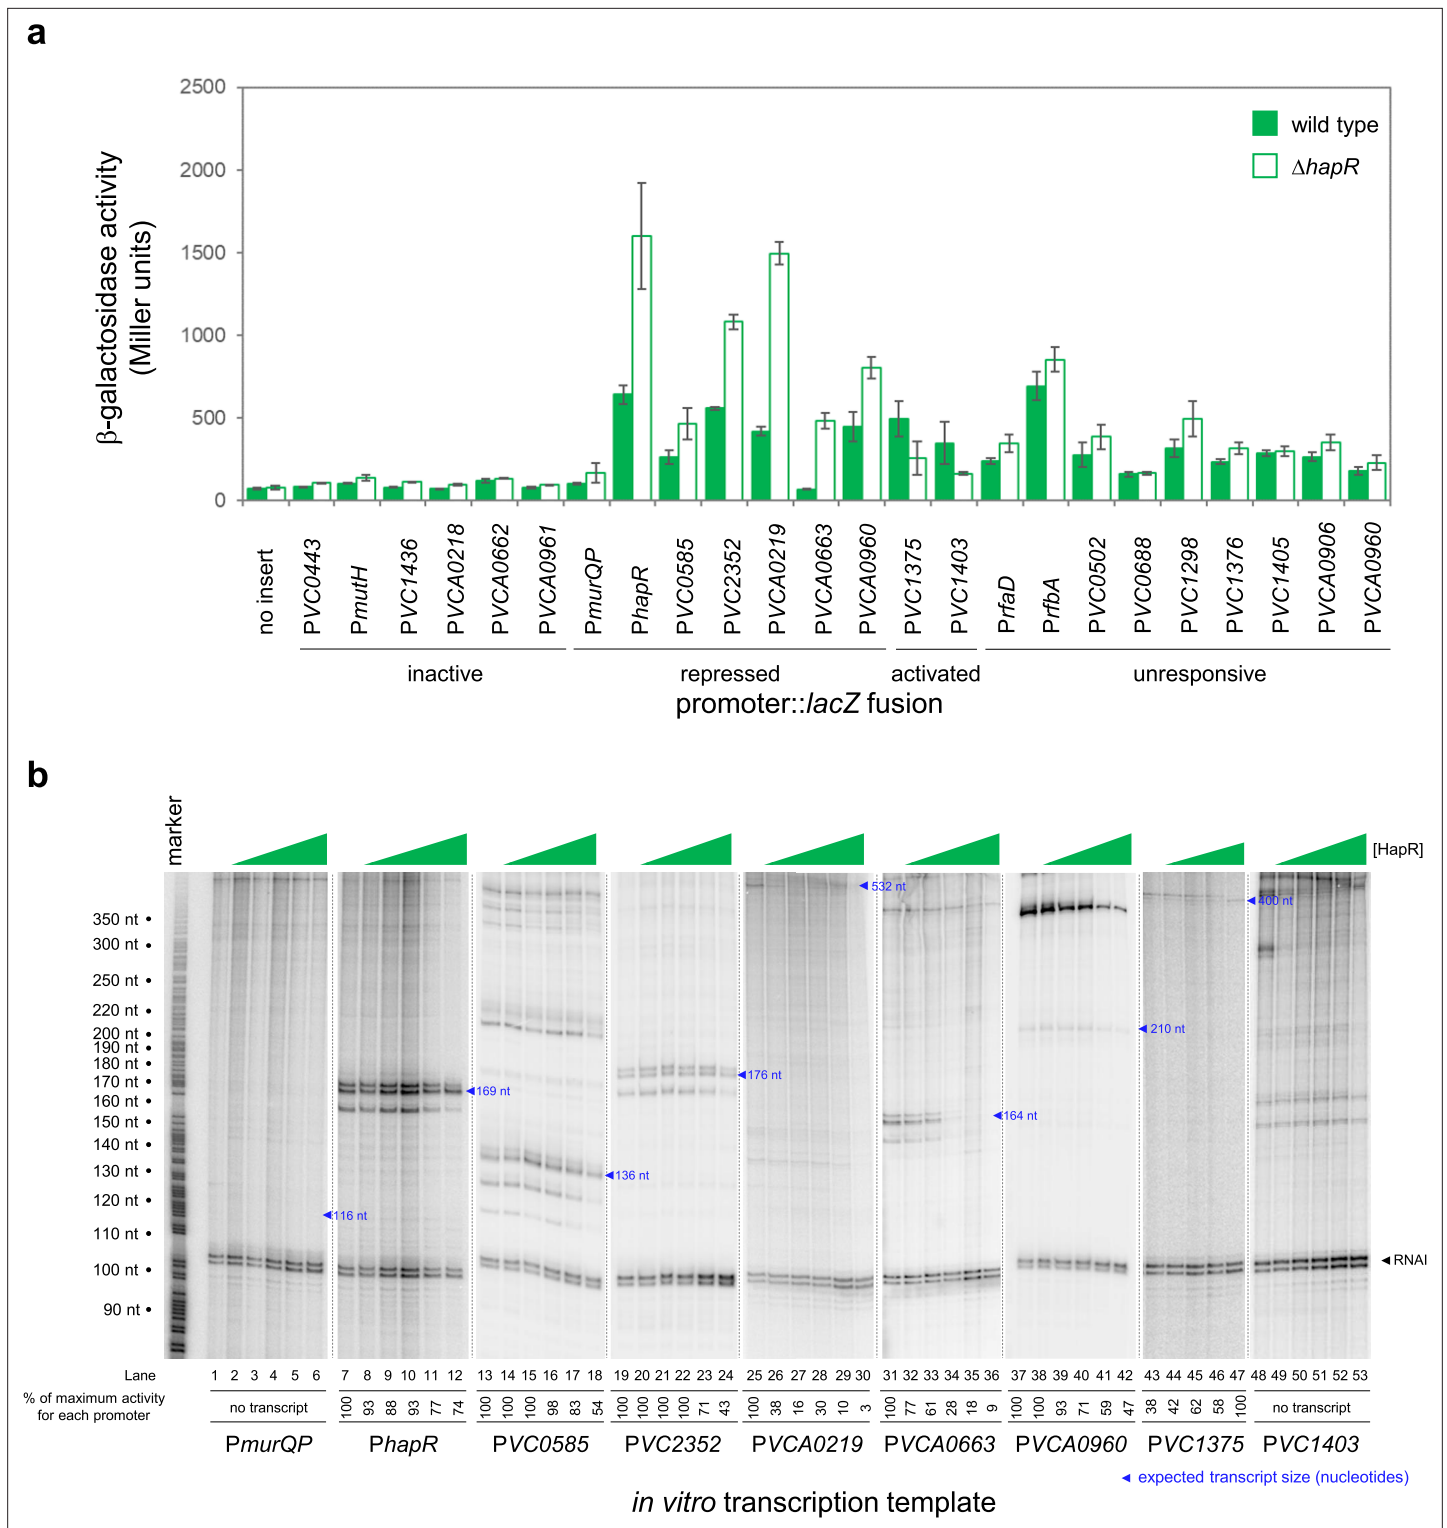 a
2500
2000
1500
1000
500
0
β-galactosidase activity
(Miller units)
wild type
ΔhapR
no insert
PVC0443
PmutH
PVC1436
PVCA0218
PVCA0662
PVCA0961
PmurQP
PhapR
PVC0585
PVC2352
PVCA0219
PVCA0663
PVCA0960
PVC1375
PVC1403
PrfaD
PrfbA
PVC0502
PVC0688
PVC1298
PVC1376
PVC1405
PVCA0906
PVCA0960
inactive repressed activated unresponsive
promoter::lacZ fusion
b
marker
[HapR]
350 nt •
300 nt •
250 nt •
220 nt •
200 nt •
190 nt •
180 nt •
170 nt •
160 nt •
150 nt •
140 nt •
130 nt •
120 nt •
110 nt •
100 nt •
90 nt •
116 nt
169 nt
136 nt
176 nt
532 nt
164 nt
210 nt
400 nt
RNAI
Lane 1 2 3 4 5 6 7 8 9 10 11 12 13 14 15 16 17 18 19 20 21 22 23 24 25 26 27 28 29 30 31 32 33 34 35 36 37 38 39 40 41 42 43 44 45 46 47 48 49 50 51 52 53
% of maximum activity
for each promoter
no transcript 100 93 88 93 77 74 100 100 100 98 83 54 100 100 100 100 71 43 100 38 16 30 10 3 100 77 61 28 18 9 100 100 93 71 59 47 38 42 62 58 100 no transcript
PmurQP PhapR PVC0585 PVC2352 PVCA0219 PVCA0663 PVCA0960 PVC1375 PVC1403
◄ expected transcript size (nucleotides)
in vitro transcription template